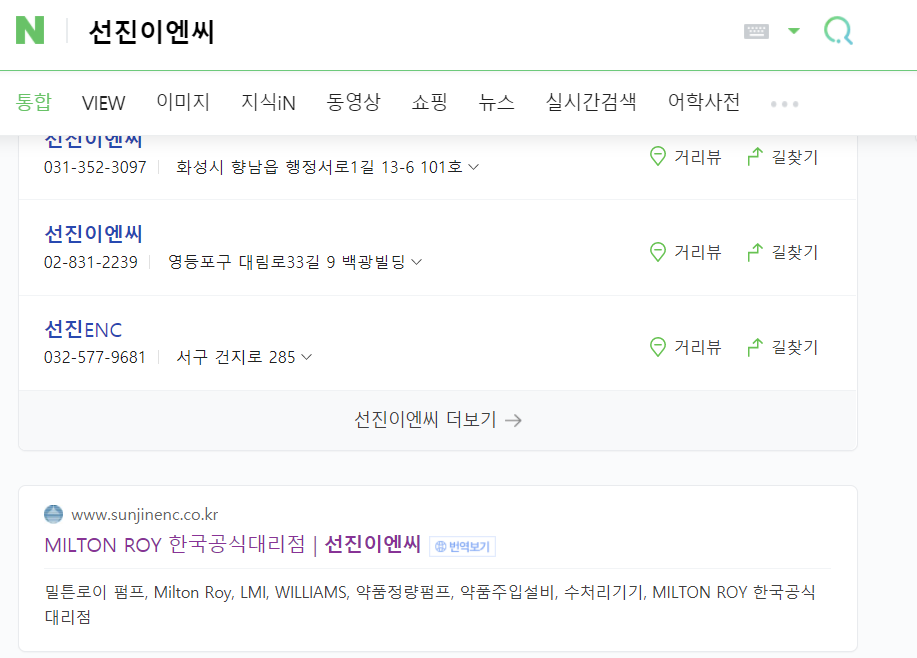 N 선진이엔씨
통합 VIEW 이미지 지식iN 동영상 쇼핑 뉴스 실시간검색 어학사전
선진이엔씨
031-352-3097 화성시 향남읍 행정서로1길 13-6 101호 거리뷰 길찾기
선진이엔씨
02-831-2239 영등포구 대림로33길 9 백광빌딩 거리뷰 길찾기
선진ENC
032-577-9681 서구 건지로 285 거리뷰 길찾기
선진이엔씨 더보기 →
www.sunjinenc.co.kr
MILTON ROY 한국공식대리점 | 선진이엔씨 번역보기
밀튼로이 펌프, Milton Roy, LMI, WILLIAMS, 약품정량펌프, 약품주입설비, 수처리기기, MILTON ROY 한국공식
대리점